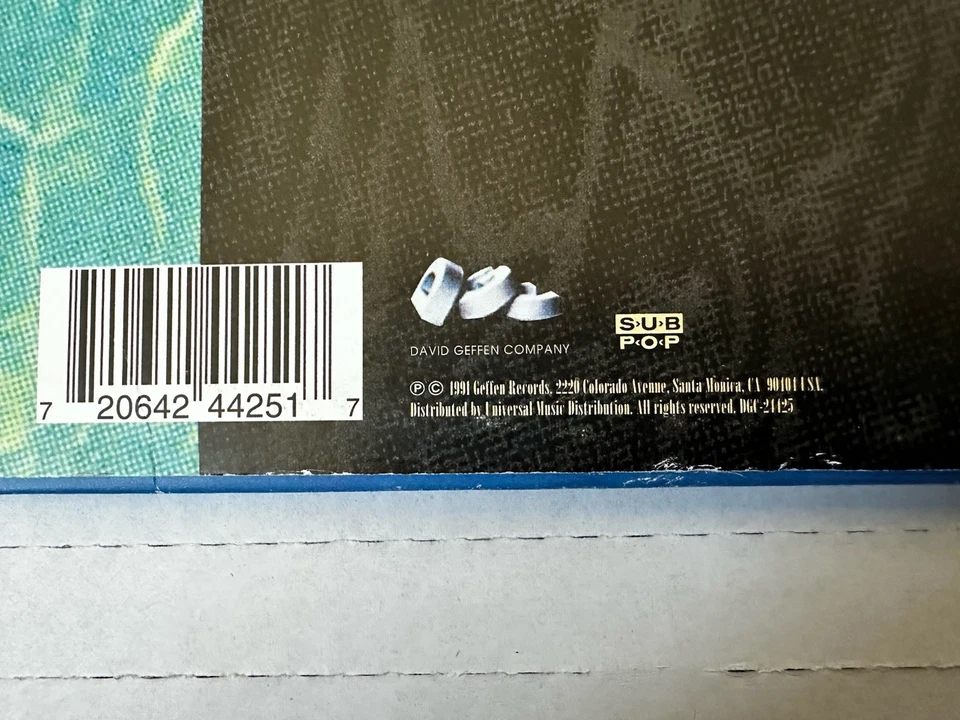 7 20642 44251 7
DAVID GEFFEN COMPANY
S·U·B
P·O·P
℗ © 1991 Geffen Records, 2220 Colorado Avenue, Santa Monica, CA 90404 USA.
Distributed by Universal Music Distribution. All rights reserved. DGC-24425